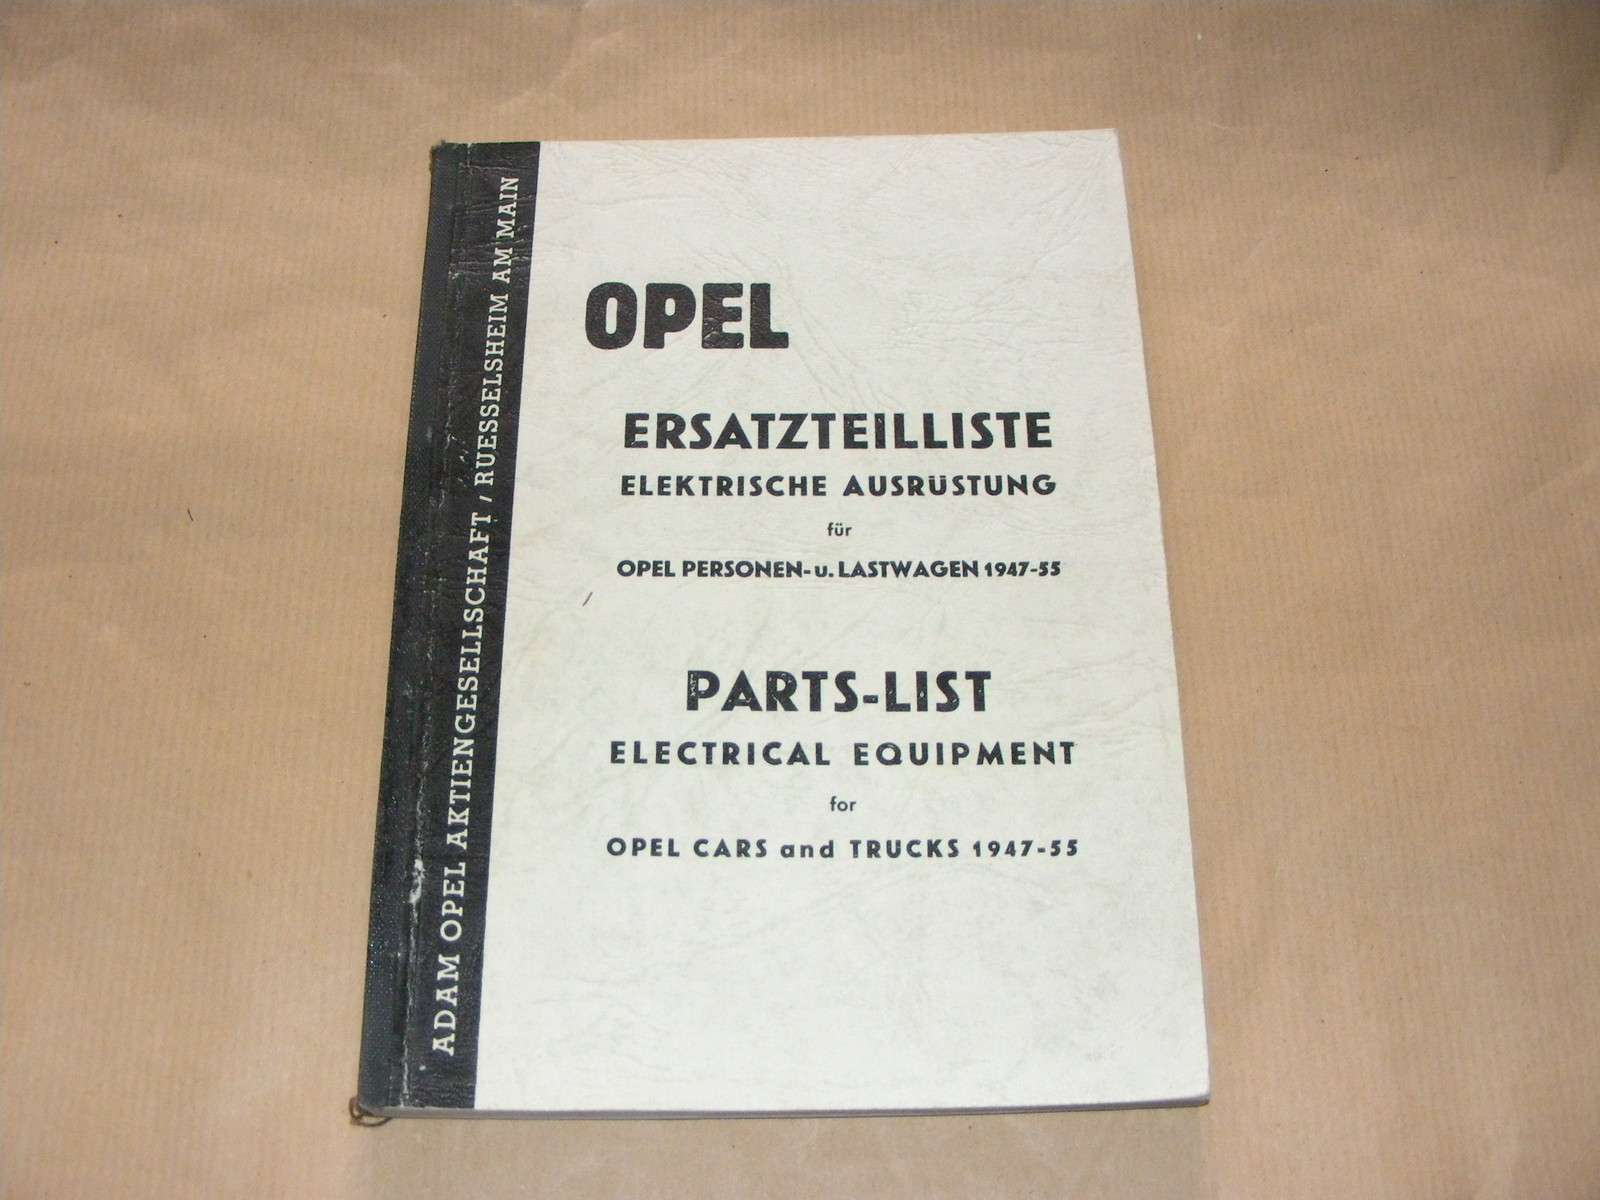 ADAM OPEL AKTIENGESELLSCHAFT / RUESSELSHEIM AM MAIN
OPEL
ERSATZTEILLISTE
ELEKTRISCHE AUSRÜSTUNG
für
OPEL PERSONEN- u. LASTWAGEN 1947-55
PARTS-LIST
ELECTRICAL EQUIPMENT
for
OPEL CARS and TRUCKS 1947-55